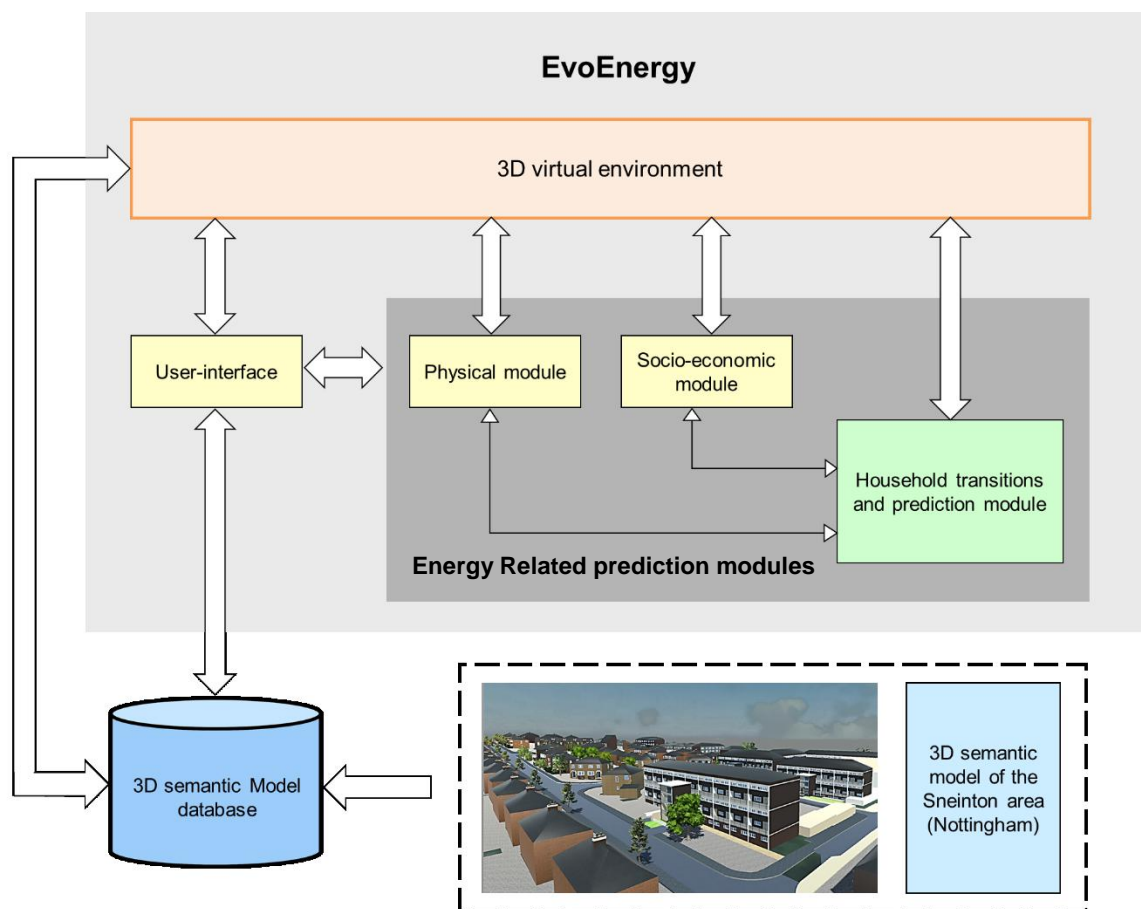 EvoEnergy
3D virtual environment
User-interface
Physical module
Socio-economic
module
Household transitions
and prediction module
Energy Related prediction modules
3D semantic Model
database
3D semantic
model of the
Sneinton area
(Nottingham)